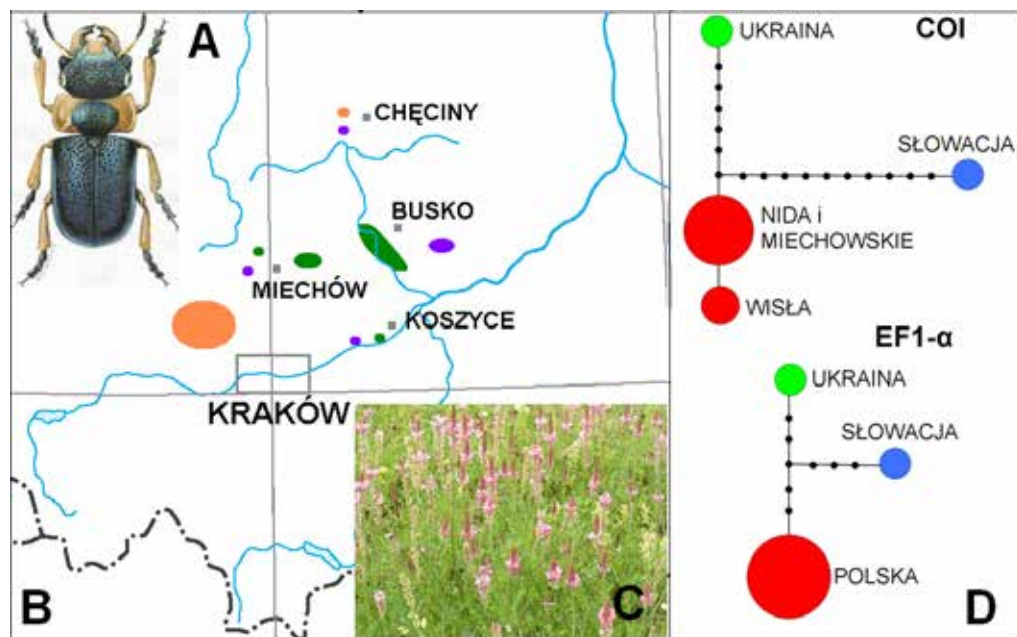 A
CHĘCINY
BUSKO
MIECHÓW
KOSZYCE
KRAKÓW
B
C
COI
UKRAINA
SŁOWACJA
NIDA i
MIECHOWSKIE
WISŁA
EF1-α
UKRAINA
SŁOWACJA
POLSKA
D